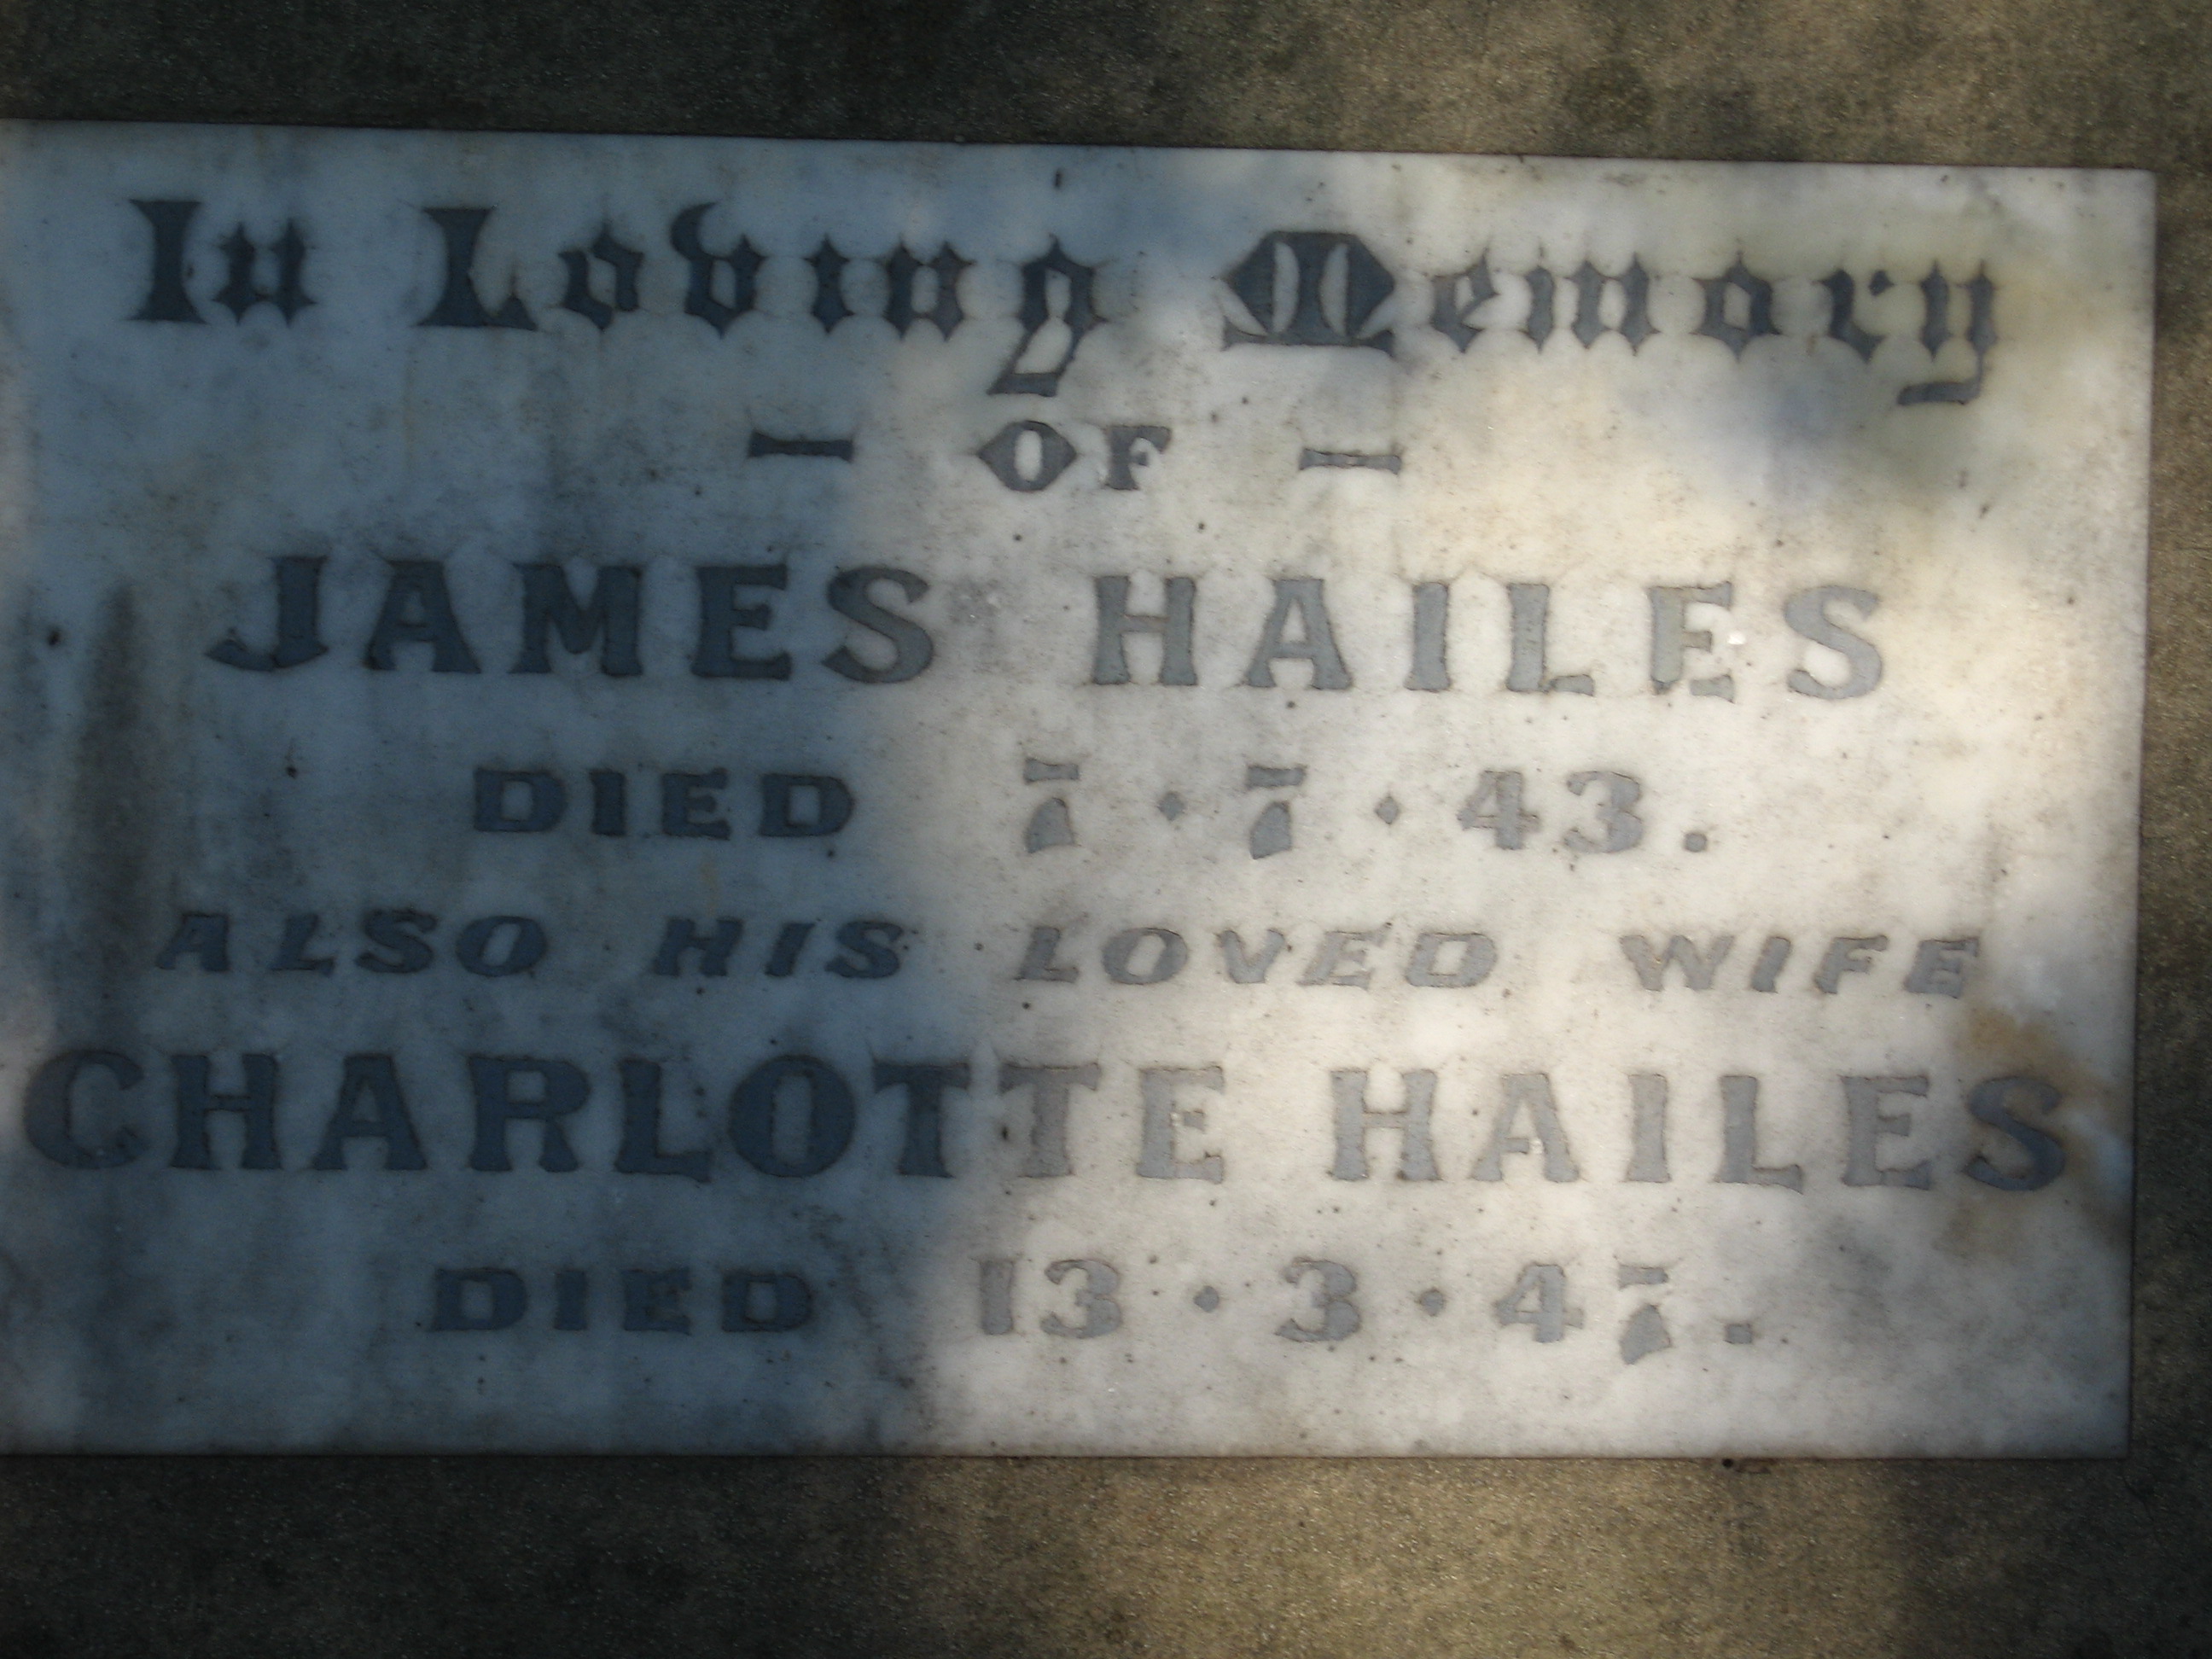 In Loving Memory
— OF —
JAMES HAILES
DIED 7·7·43.
ALSO HIS LOVED WIFE
CHARLOTTE HAILES
DIED 13·3·47.